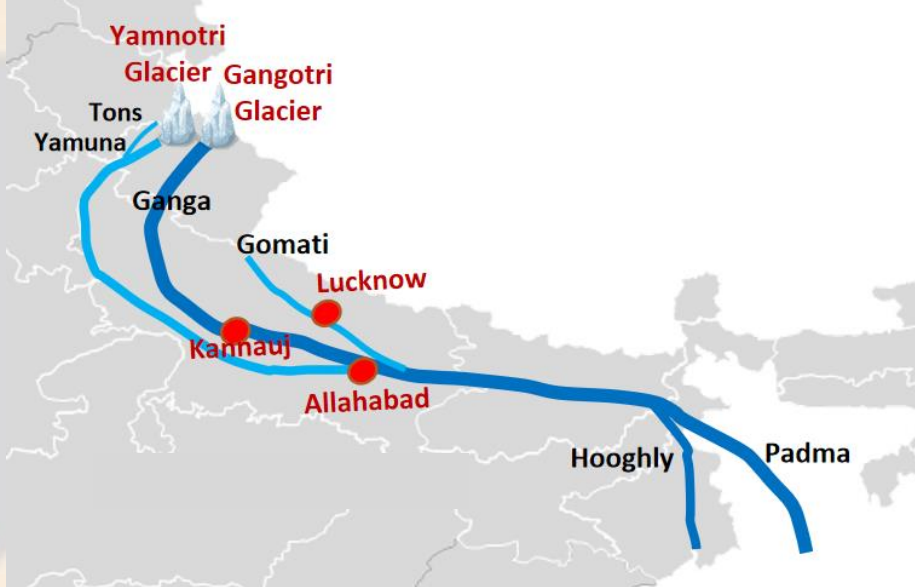 Yamnotri
Glacier
Gangotri
Glacier
Tons
Yamuna
Ganga
Gomati
Lucknow
Kannauj
Allahabad
Hooghly
Padma